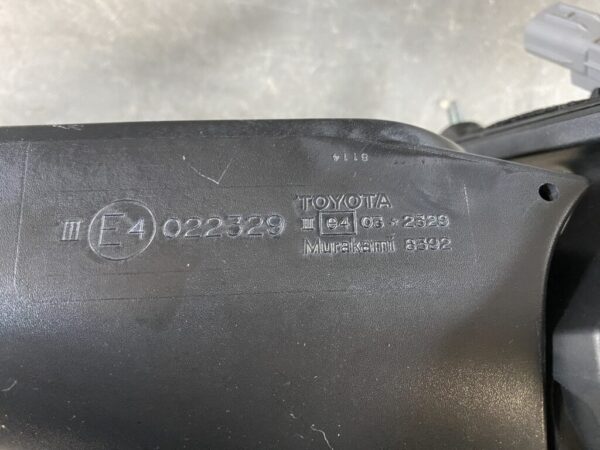 8114
TOYOTA
III E4 022329 III e4 03*2329
Murakami 8392